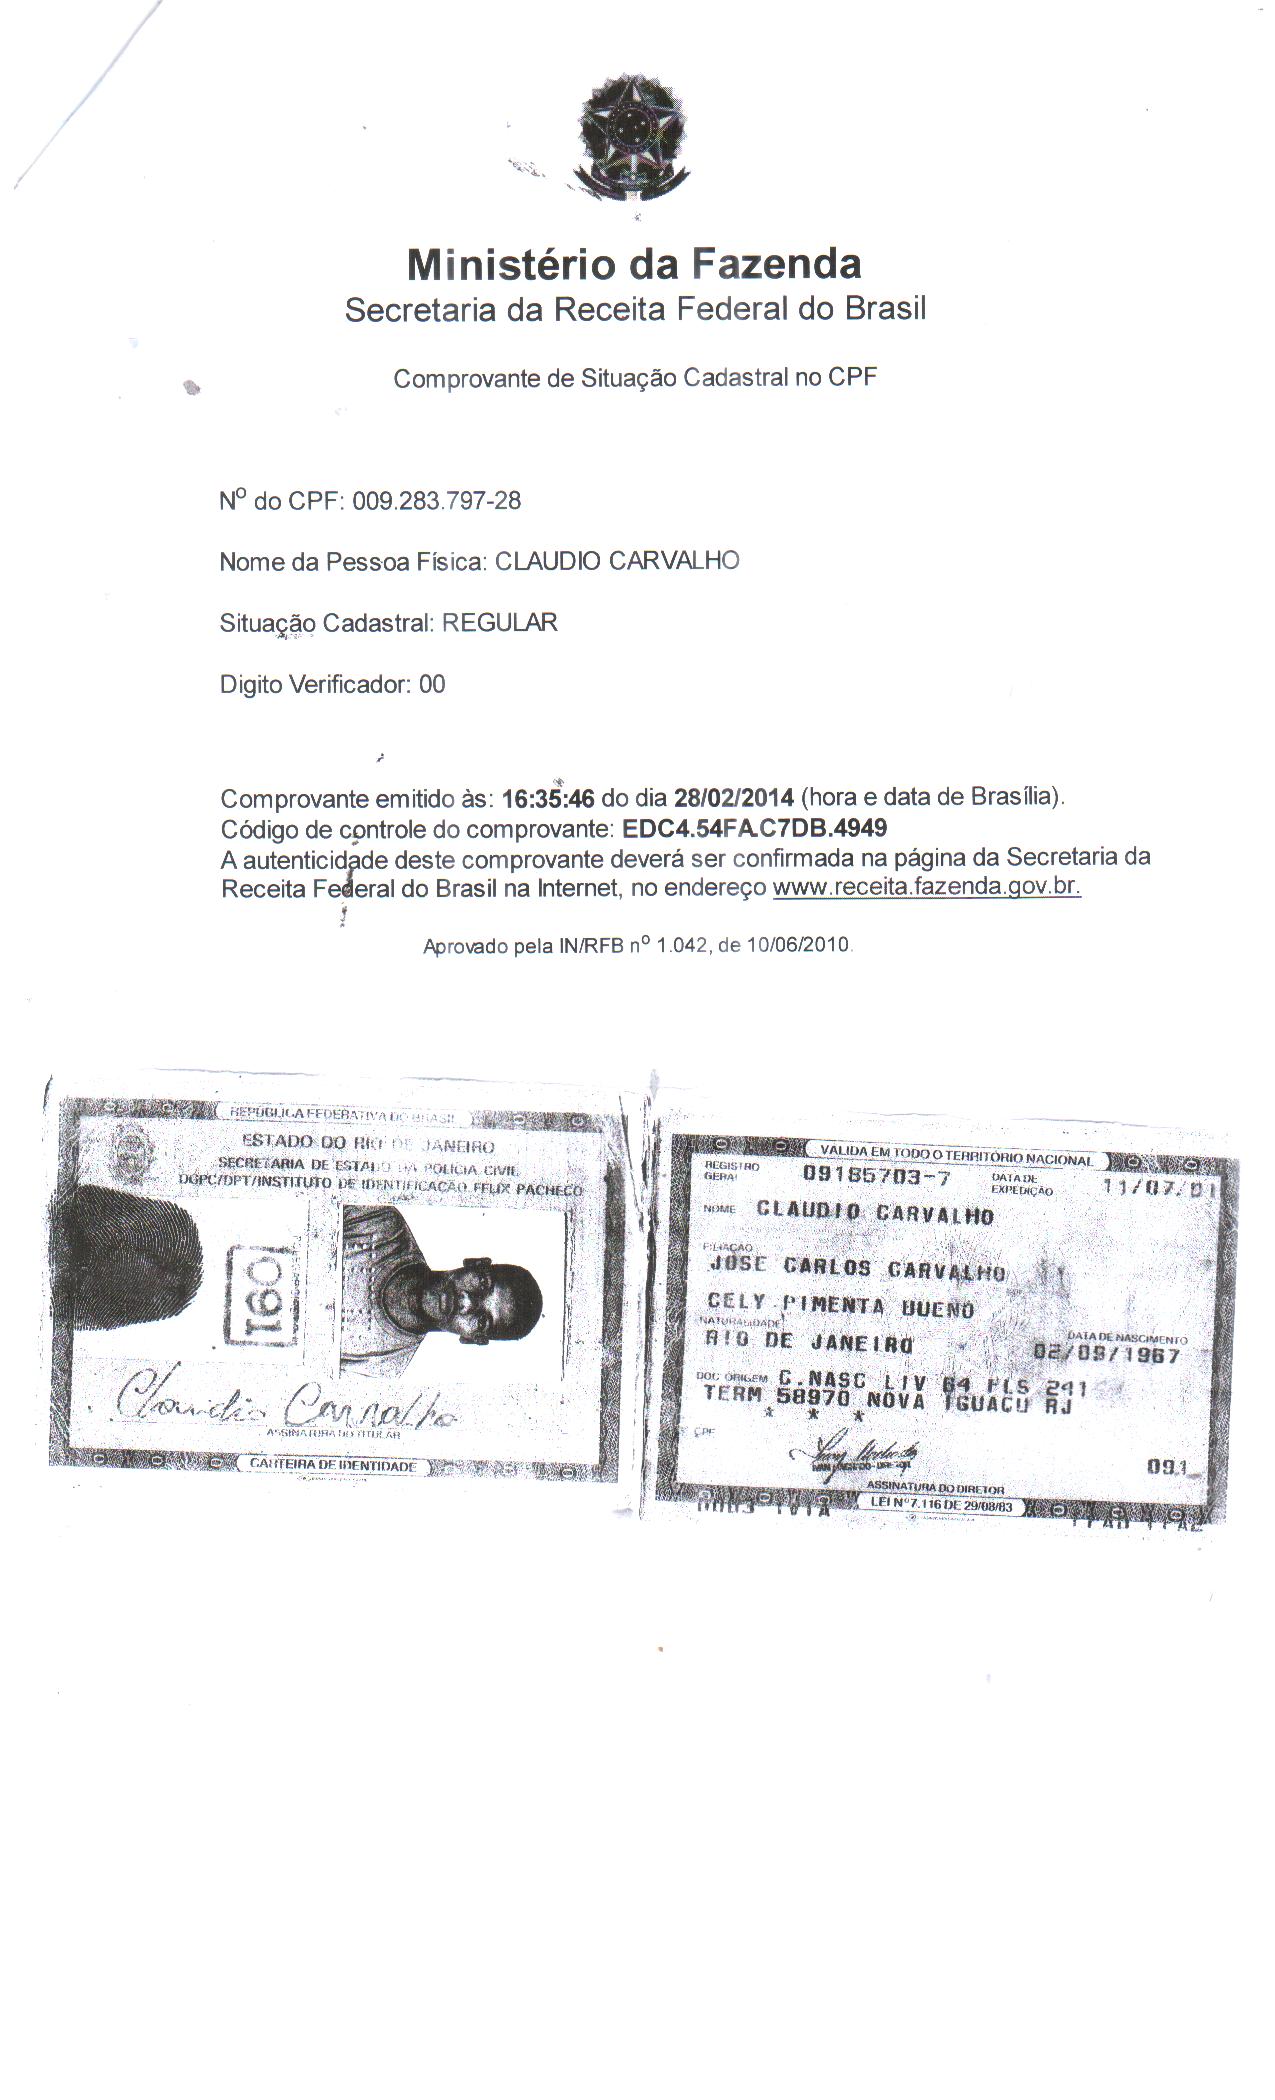 Ministério da Fazenda
Secretaria da Receita Federal do Brasil
Comprovante de Situação Cadastral no CPF
Nº do CPF: 009.283.797-28
Nome da Pessoa Física: CLAUDIO CARVALHO
Situação Cadastral: REGULAR
Digito Verificador: 00
Comprovante emitido às: 16:35:46 do dia 28/02/2014 (hora e data de Brasília).
Código de controle do comprovante: EDC4.54FA.C7DB.4949
A autenticidade deste comprovante deverá ser confirmada na página da Secretaria da
Receita Federal do Brasil na Internet, no endereço www.receita.fazenda.gov.br.
Aprovado pela IN/RFB nº 1.042, de 10/06/2010.
REPÚBLICA FEDERATIVA DO BRASIL
ESTADO DO RIO DE JANEIRO
SECRETARIA DE ESTADO DA POLICIA CIVIL
DGPC/DPT/INSTITUTO DE IDENTIFICAÇÃO FELIX PACHECO
091
Claudio Carvalho
ASSINATURA DO TITULAR
CARTEIRA DE IDENTIDADE
VALIDA EM TODO O TERRITÓRIO NACIONAL
REGISTRO GERAL 09185703-7 DATA DE EXPEDIÇÃO 11/07/01
NOME CLAUDIO CARVALHO
FILIAÇÃO
JOSE CARLOS CARVALHO
CELY PIMENTA BUENO
NATURALIDADE DATA DE NASCIMENTO
RIO DE JANEIRO 02/09/1967
DOC ORIGEM C.NASC LIV 64 FLS 241
TERM 58970 NOVA IGUACU RJ
* * *
CPF
091
ASSINATURA DO DIRETOR
LEI Nº 7.116 DE 29/08/83